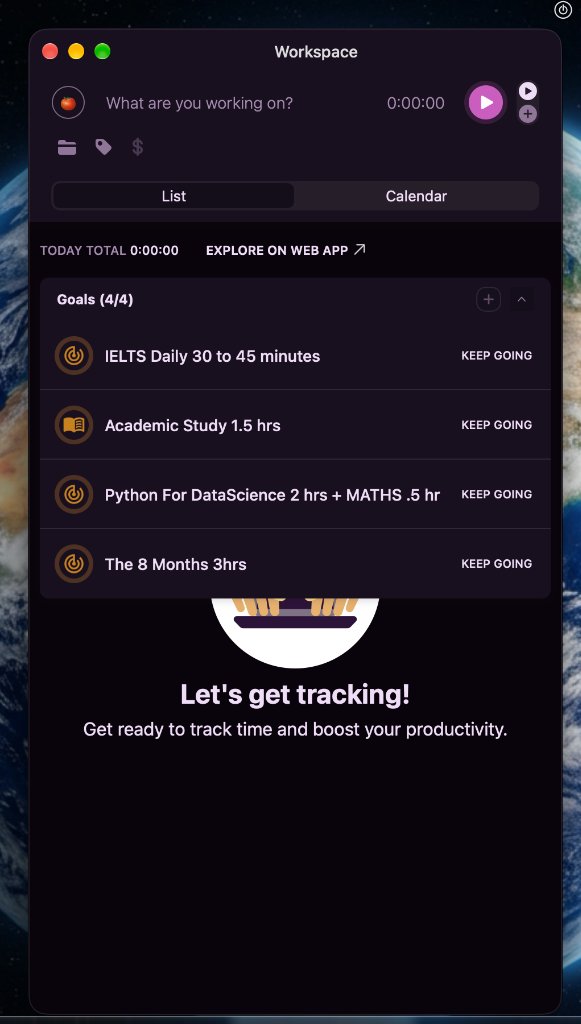 Workspace
What are you working on? 0:00:00
$
List Calendar
TODAY TOTAL 0:00:00 EXPLORE ON WEB APP
Goals (4/4)
IELTS Daily 30 to 45 minutes KEEP GOING
Academic Study 1.5 hrs KEEP GOING
Python For DataScience 2 hrs + MATHS .5 hr KEEP GOING
The 8 Months 3hrs KEEP GOING
Let's get tracking!
Get ready to track time and boost your productivity.